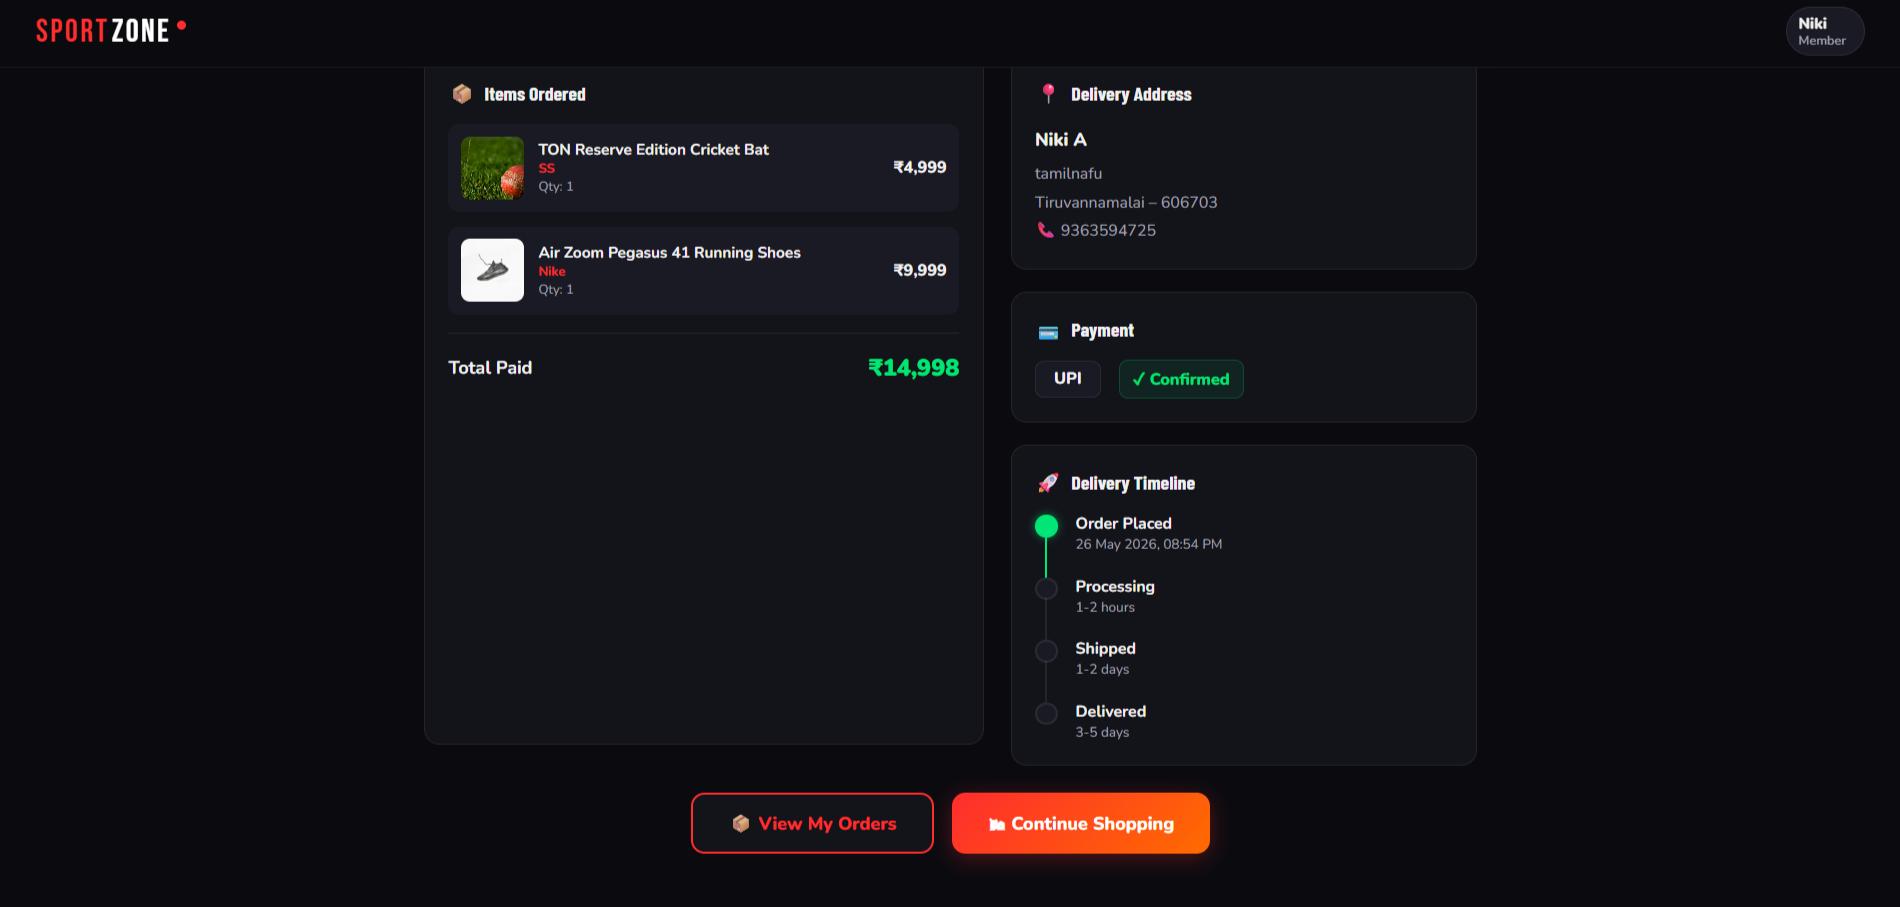 SPORTZONE
Niki
Member
Items Ordered
TON Reserve Edition Cricket Bat
SS
Qty: 1
₹4,999
Air Zoom Pegasus 41 Running Shoes
Nike
Qty: 1
₹9,999
Total Paid
₹14,998
Delivery Address
Niki A
tamilnafu
Tiruvannamalai – 606703
9363594725
Payment
UPI
✓ Confirmed
Delivery Timeline
Order Placed
26 May 2026, 08:54 PM
Processing
1-2 hours
Shipped
1-2 days
Delivered
3-5 days
View My Orders
Continue Shopping